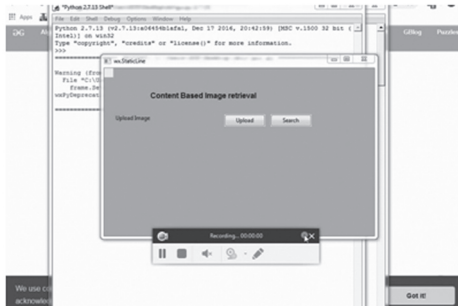 *Python 2.7.13 Shell*
Apps
File Edit Shell Debug Options Window Help
Python 2.7.13 (v2.7.13:a06454b1afa1, Dec 17 2016, 20:42:59) [MSC v.1500 32 bit (
Intel)] on win32
Type "copyright", "credits" or "license()" for more information.
>>>
GBlog Puzzles
wx.StaticLine
Warning (fro
File "C:\
frame.De
wxPyDeprecat
Content Based Image retrieval
Upload Image
Upload
Search
Recording... 00:00:00
We use co
acknowle
Got it!